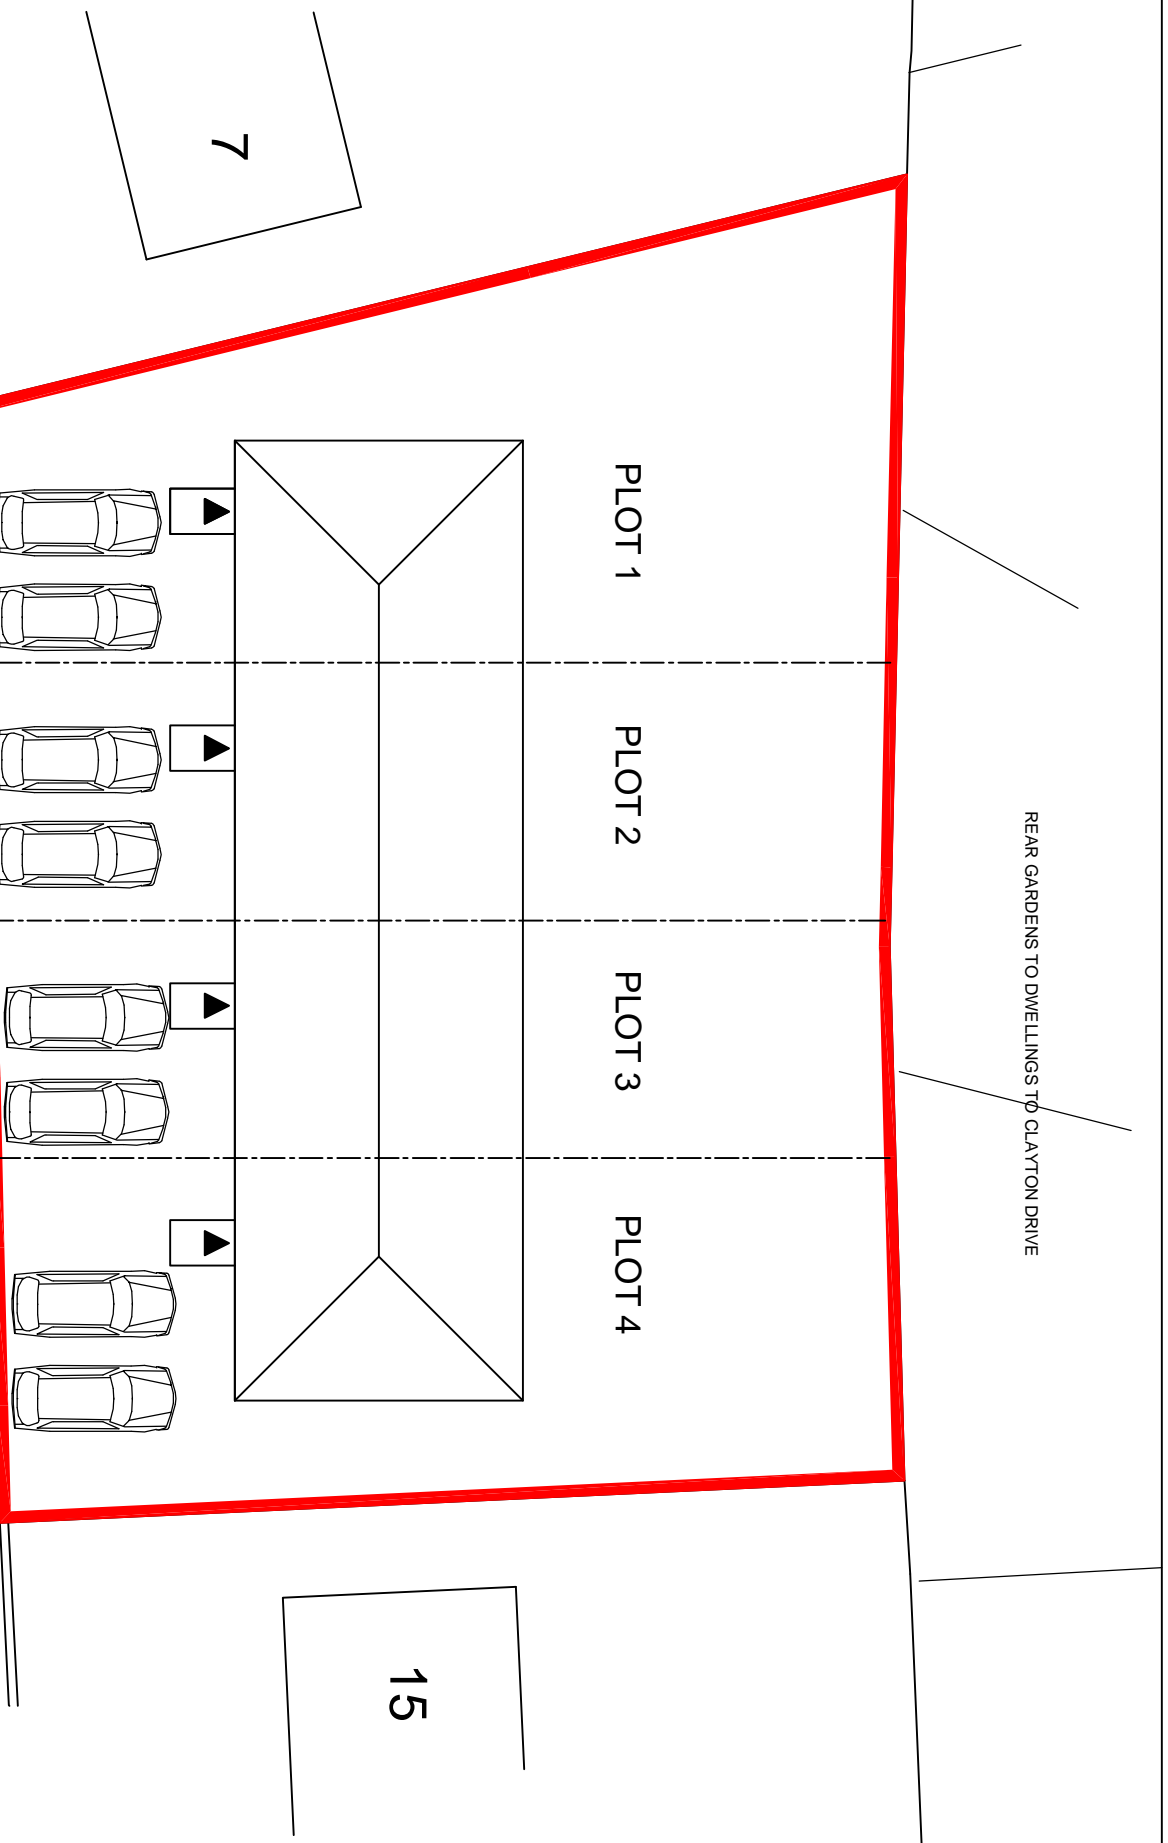 7
PLOT 1
PLOT 2
PLOT 3
PLOT 4
REAR GARDENS TO DWELLINGS TO CLAYTON DRIVE
15